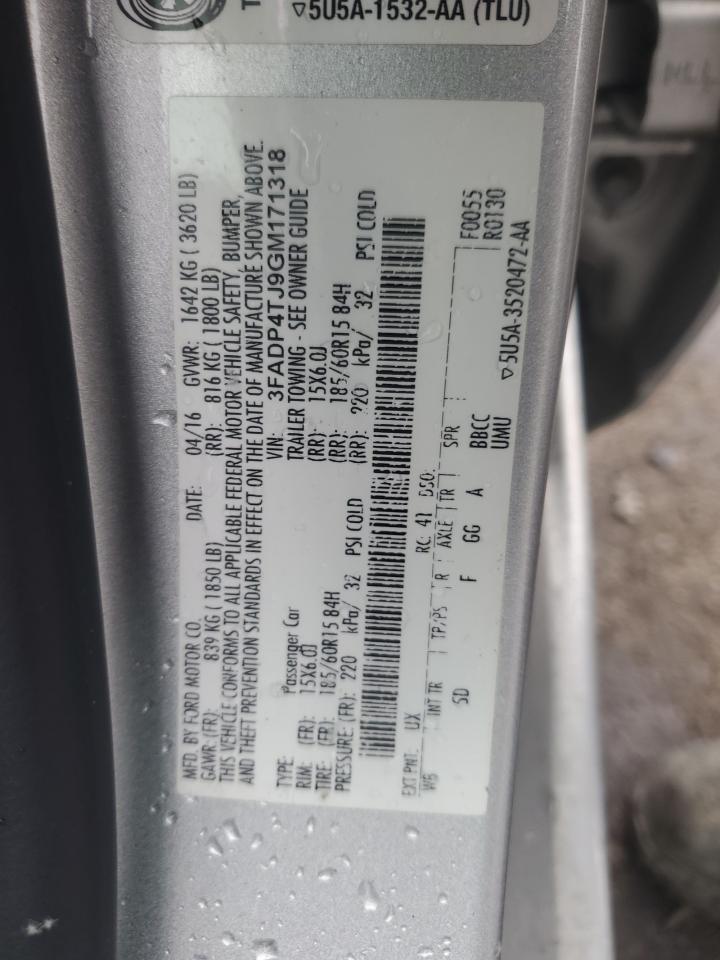 5U5A-1532-AA (TLU)
MFD. BY FORD MOTOR CO. DATE: 04/16 GVWR: 1642 KG ( 3620 LB)
GAWR: (FR): 839 KG ( 1850 LB) (RR): 816 KG ( 1800 LB)
THIS VEHICLE CONFORMS TO ALL APPLICABLE FEDERAL MOTOR VEHICLE SAFETY, BUMPER,
AND THEFT PREVENTION STANDARDS IN EFFECT ON THE DATE OF MANUFACTURE SHOWN ABOVE.
VIN: 3FADP4TJ9GM171318
TYPE: Passenger Car TRAILER TOWING - SEE OWNER GUIDE
RIM: (FR): 15X6.0J (RR): 15X6.0J
TIRE: (FR): 185/60R15 84H (RR): 185/60R15 84H
PRESSURE: (FR): 220 kPa/ 32 PSI COLD (RR): 220 kPa/ 32 PSI COLD
EXT PNT: UX RC: 41 DSO: F0055
WB INT TR TP/PS R AXLE TR SPR R0130
5D F GG A BBCC
UMU
5U5A-3520472-AA